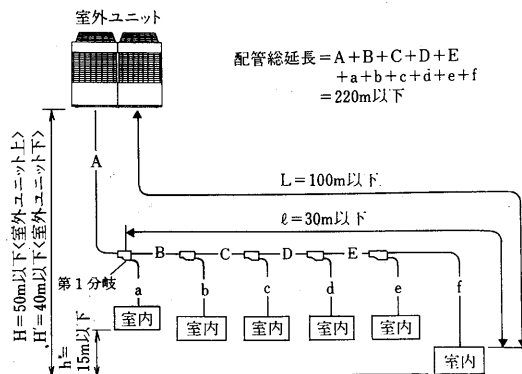 室外ユニット
配管総延長=A+B+C+D+E
+a+b+c+d+e+f
=220m以下
A
L=100m以下
ℓ=30m以下
H=50m以下<室外ユニット上>
H'=40m以下<室外ユニット下>
B
C
D
E
第1分岐
a
b
c
d
e
f
室内
室内
室内
室内
室内
室内
15m以下